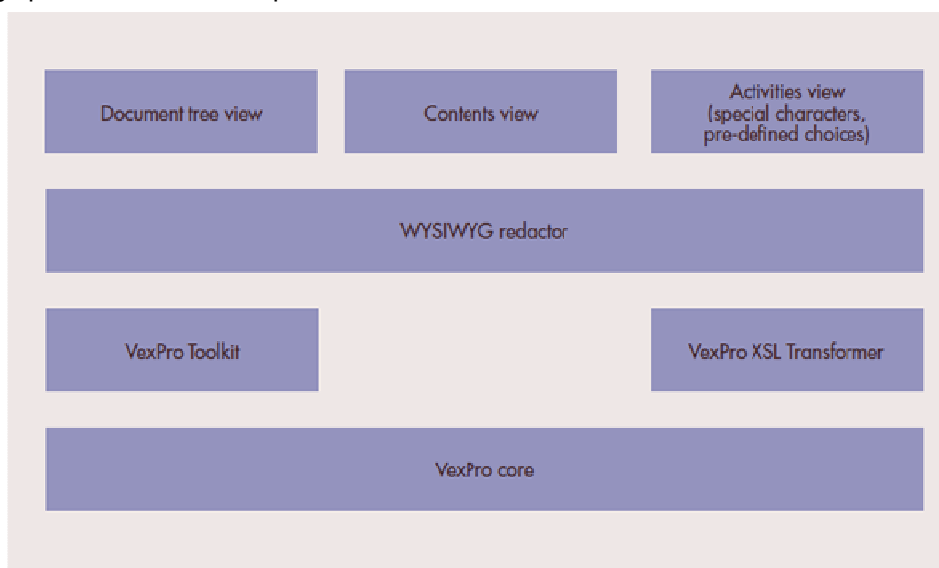 Document tree view
Contents view
Activities view
(special characters,
pre-defined choices)
WYSIWYG redactor
VexPro Toolkit
VexPro XSL Transformer
VexPro core